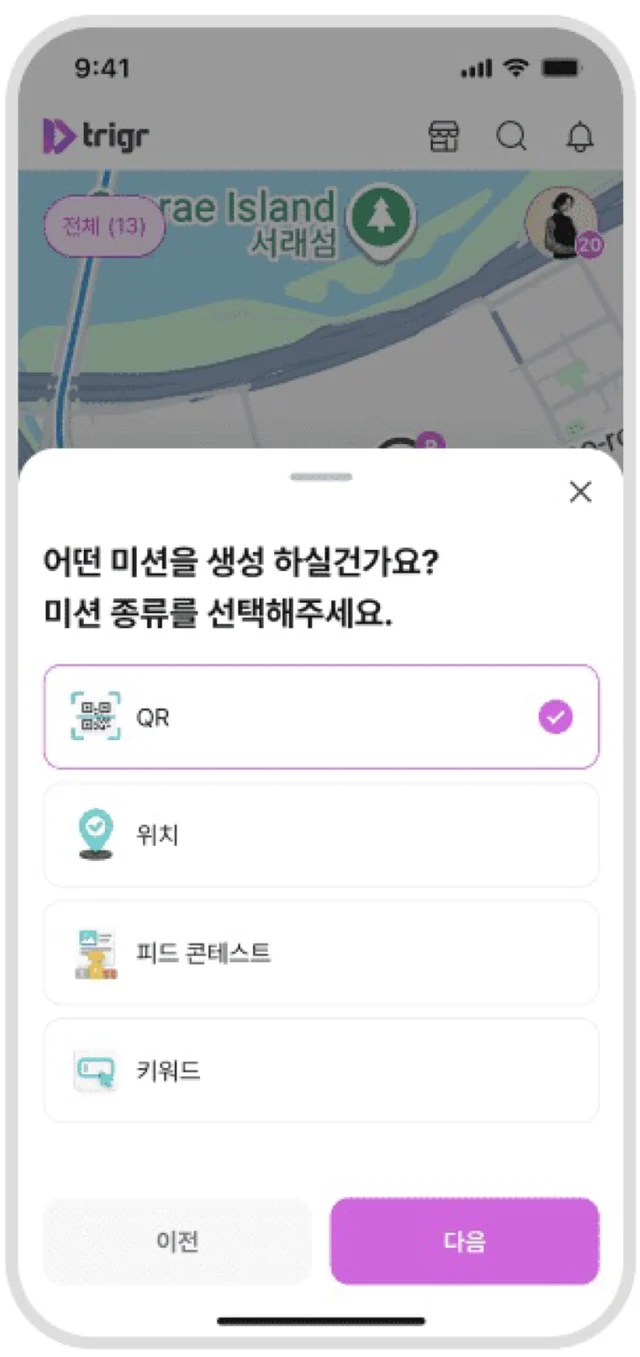 9:41
trigr
전체 (13)
rae Island
서래섬
20
어떤 미션을 생성 하실건가요?
미션 종류를 선택해주세요.
QR
위치
피드 콘테스트
키워드
이전
다음